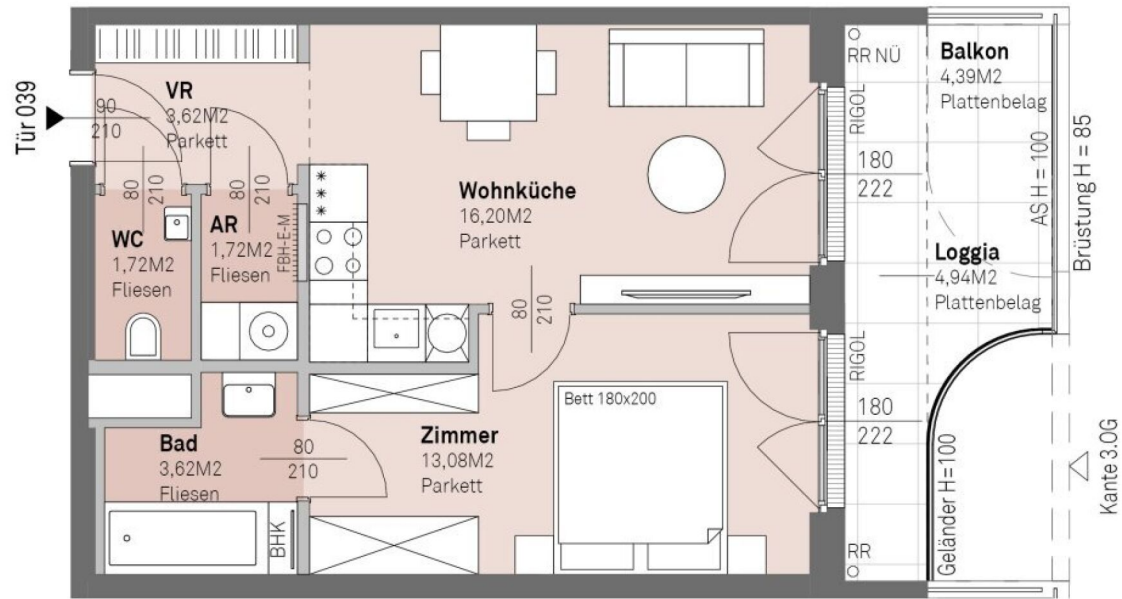 Tür 039
90
210
VR
3,62M2
Parkett
80
210
80
210
WC
1,72M2
Fliesen
AR
1,72M2
Fliesen
FBH-E-M
Wohnküche
16,20M2
Parkett
80
210
RR NÜ
RIGOL
180
222
Balkon
4,39M2
Plattenbelag
AS H = 100
Brüstung H = 85
Loggia
4,94M2
Plattenbelag
Bad
3,62M2
Fliesen
BHK
80
210
Zimmer
13,08M2
Parkett
Bett 180x200
RIGOL
180
222
RR
Geländer H=100
Kante 3.OG